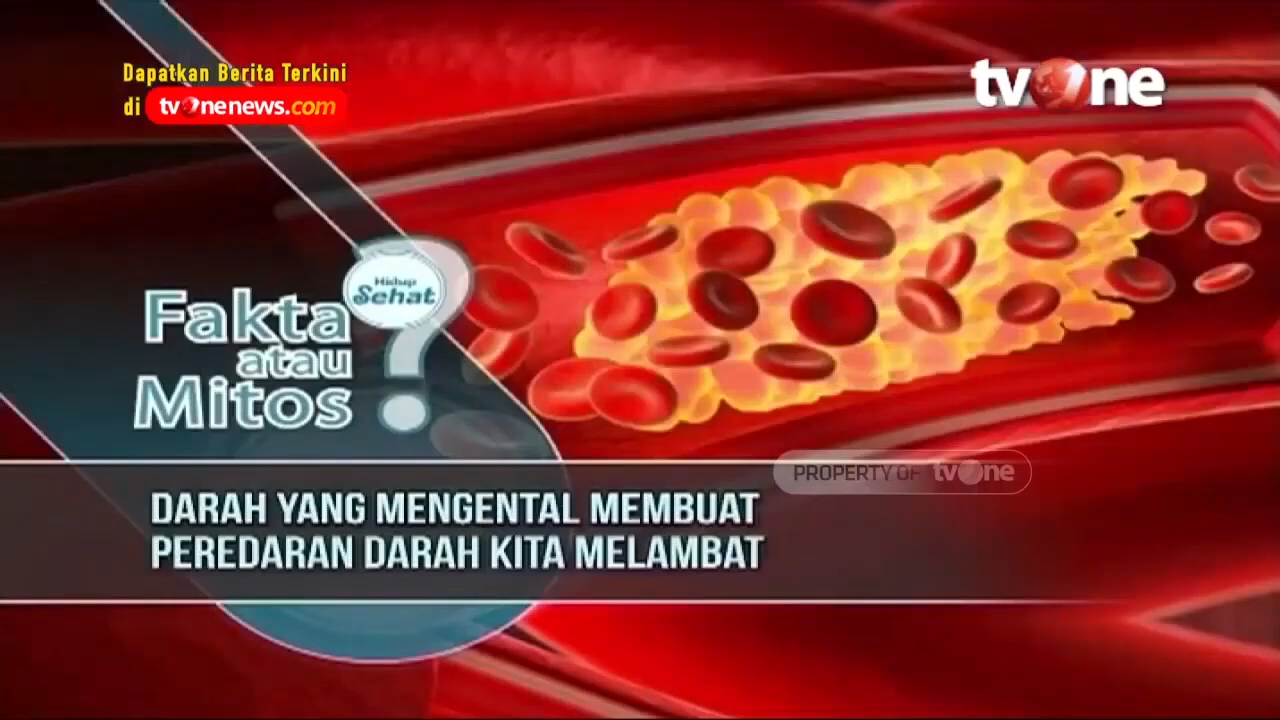 Dapatkan Berita Terkini
di tvonenews.com
tvOne
Hidup
Sehat
Fakta
atau
Mitos
?
PROPERTY OF tvOne
DARAH YANG MENGENTAL MEMBUAT
PEREDARAN DARAH KITA MELAMBAT